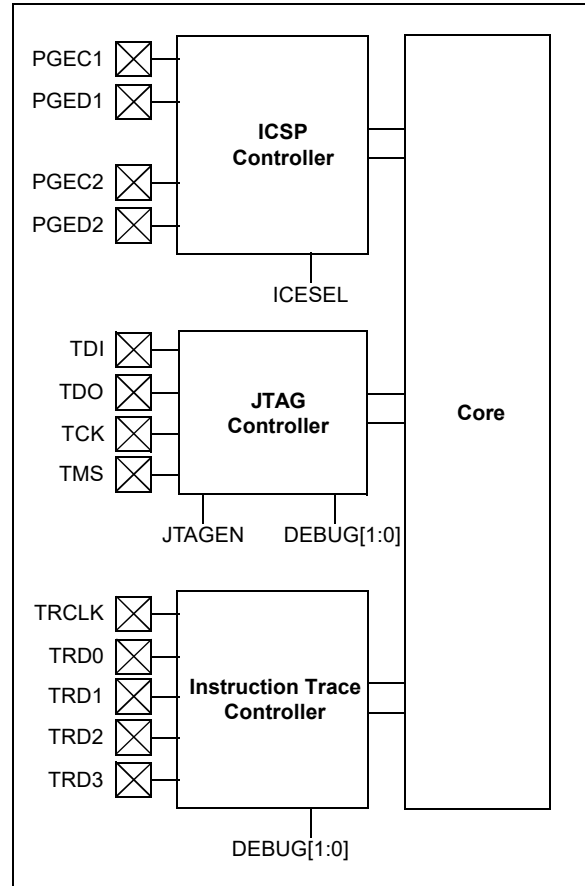 PGEC1
PGED1
PGEC2
PGED2
ICSP
Controller
ICESEL
TDI
TDO
TCK
TMS
JTAG
Controller
JTAGEN
DEBUG[1:0]
TRCLK
TRD0
TRD1
TRD2
TRD3
Instruction Trace
Controller
DEBUG[1:0]
Core